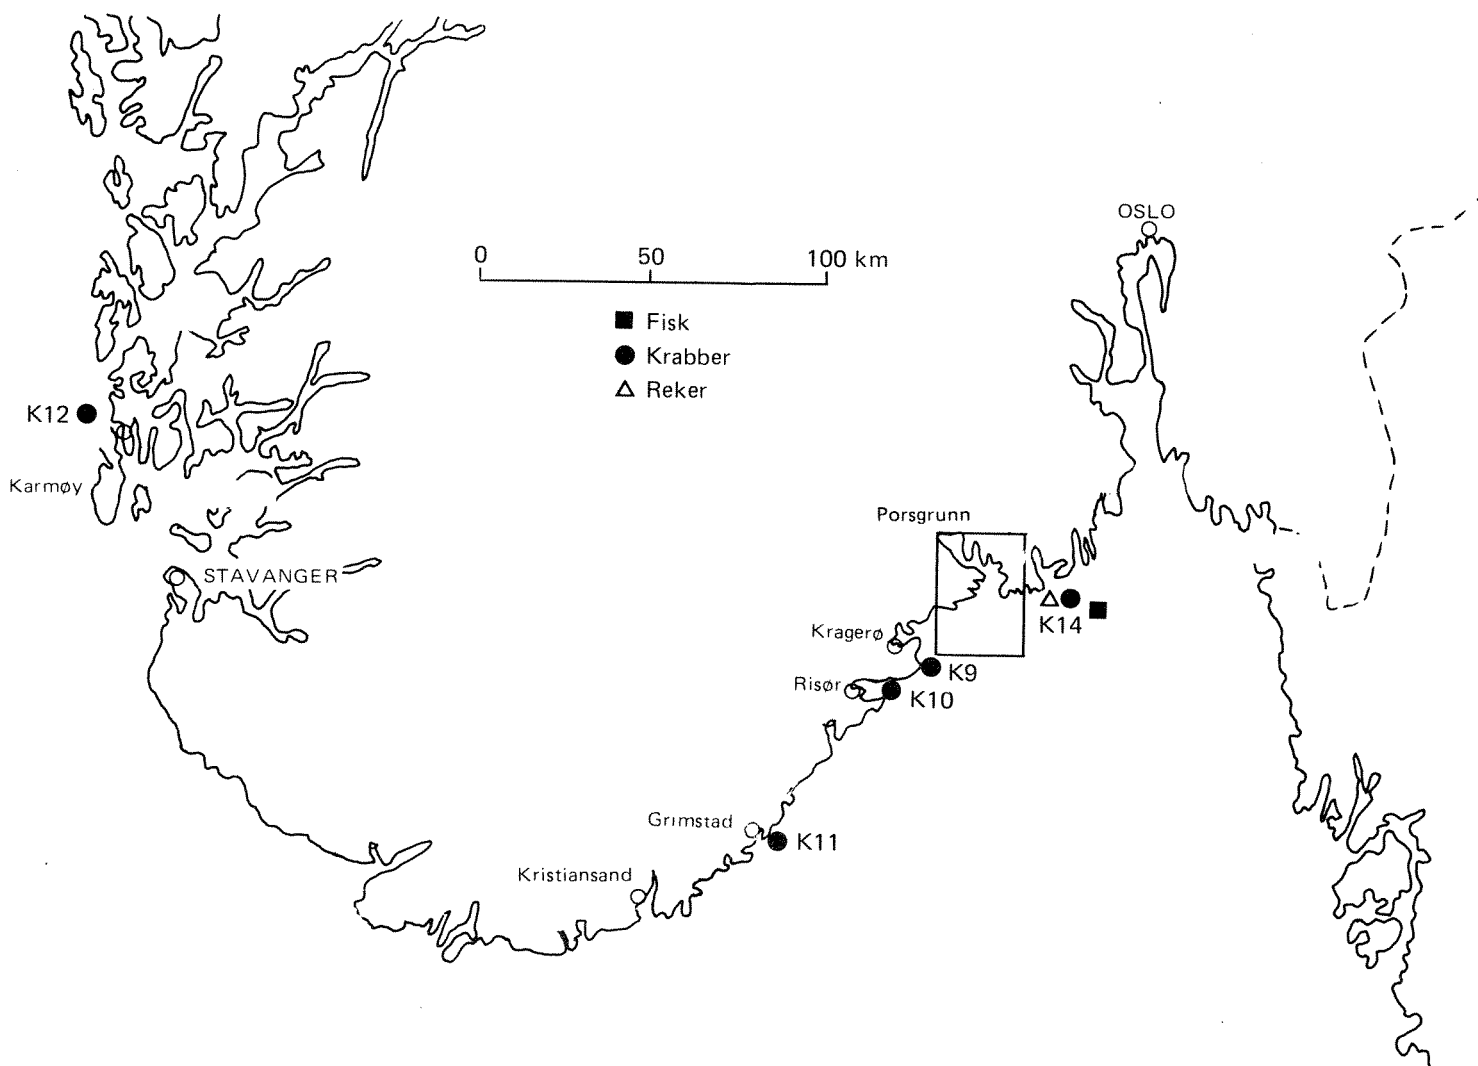 OSLO
0 50 100 km
Fisk
Krabber
Reker
K12
Karmøy
Porsgrunn
STAVANGER
K14
Kragerø
K9
Risør
K10
Grimstad
K11
Kristiansand